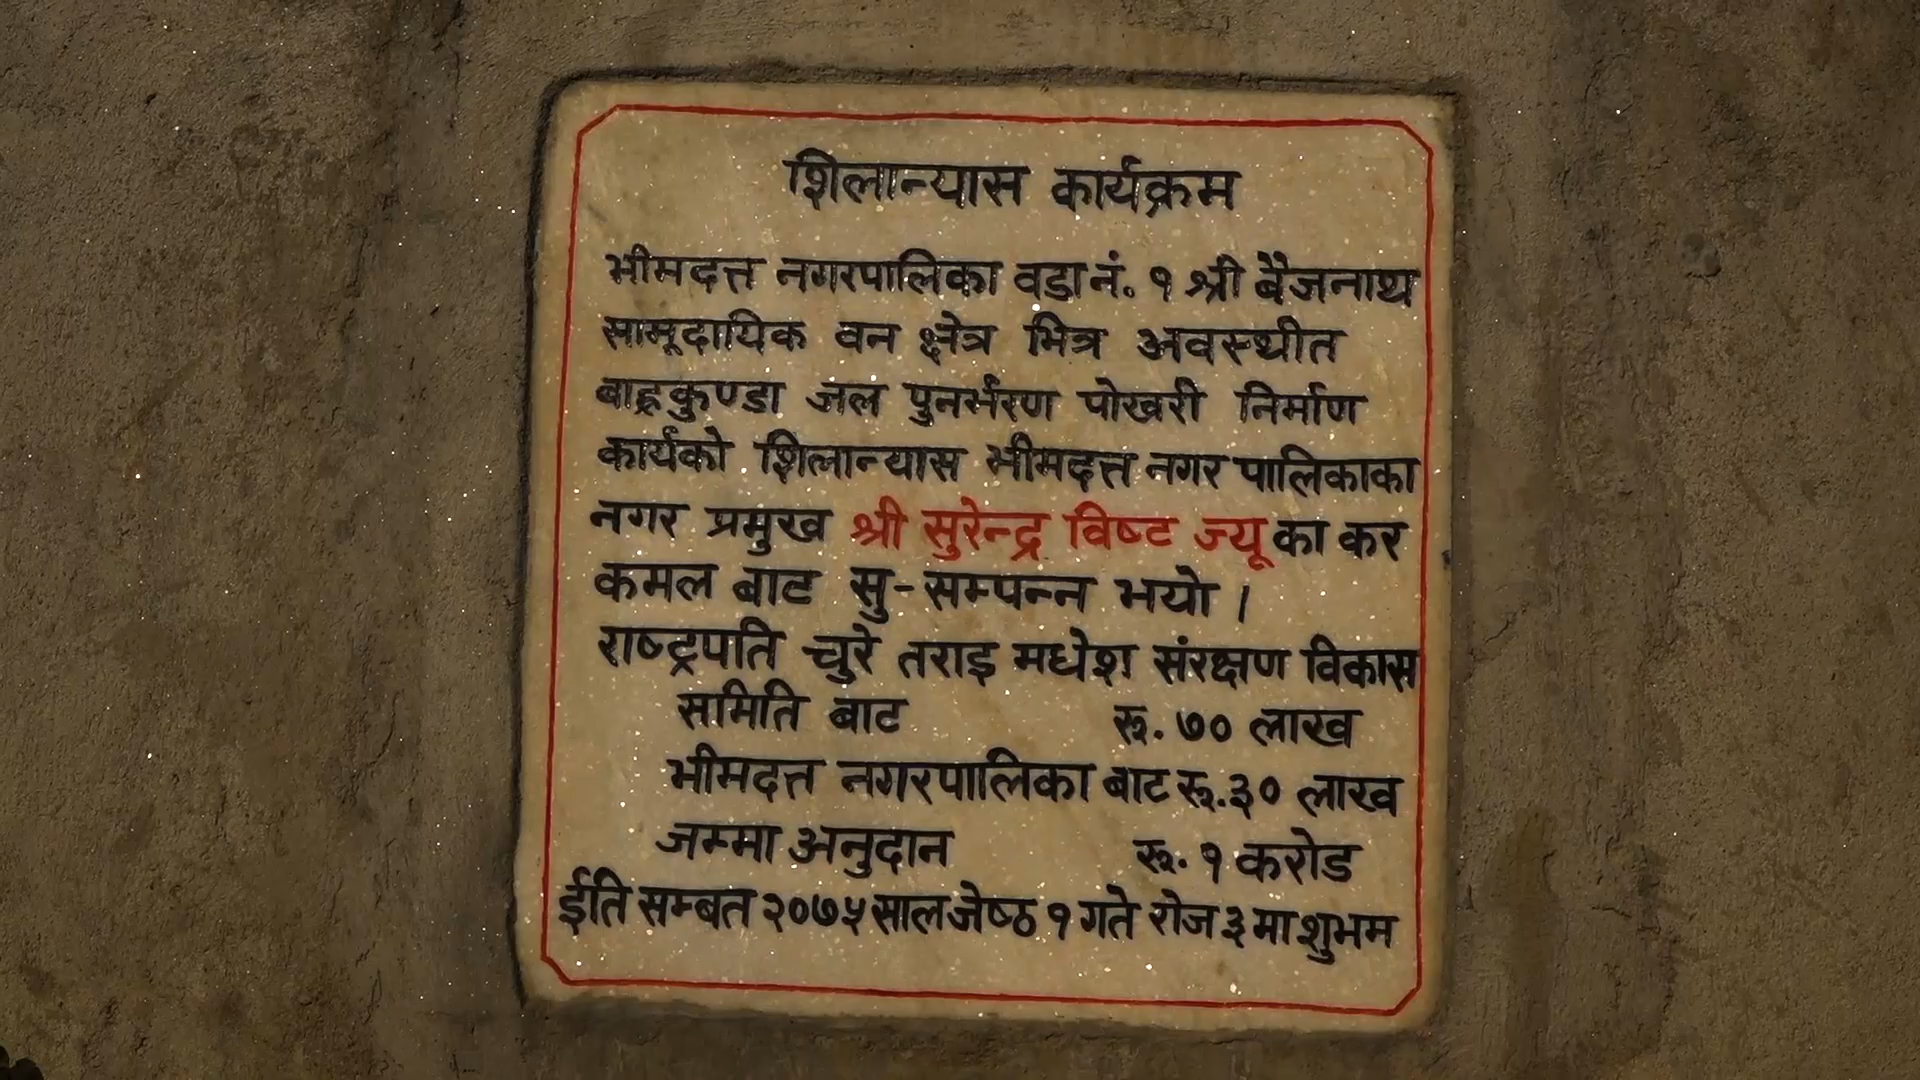 शिलान्यास कार्यक्रम
भीमदत्त नगरपालिका वडा नं. १ श्री बैजनाथ
सामूदायिक वन क्षेत्र भित्र अवस्थीत
बाह्रकुण्डा जल पुनर्भरण पोखरी निर्माण
कार्यको शिलान्यास भीमदत्त नगर पालिकाका
नगर प्रमुख श्री सुरेन्द्र विष्ट ज्यू का कर
कमल बाट सु-सम्पन्न भयो ।
राष्ट्रपति चुरे तराइ मधेश संरक्षण विकास
समिति बाट रू. ७० लाख
भीमदत्त नगरपालिका बाट रू. ३० लाख
जम्मा अनुदान रू. १ करोड
ईति सम्बत २०७५ साल जेष्ठ १ गते रोज ३ मा शुभम